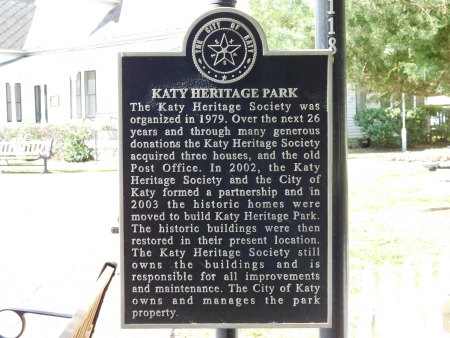 THE CITY OF KATY
118
KATY HERITAGE PARK
The Katy Heritage Society was
organized in 1979. Over the next 26
years and through many generous
donations the Katy Heritage Society
acquired three houses, and the old
Post Office. In 2002, the Katy
Heritage Society and the City of
Katy formed a partnership and in
2003 the historic homes were
moved to build Katy Heritage Park.
The historic buildings were then
restored in their present location.
The Katy Heritage Society still
owns the buildings and is
responsible for all improvements
and maintenance. The City of Katy
owns and manages the park
property.